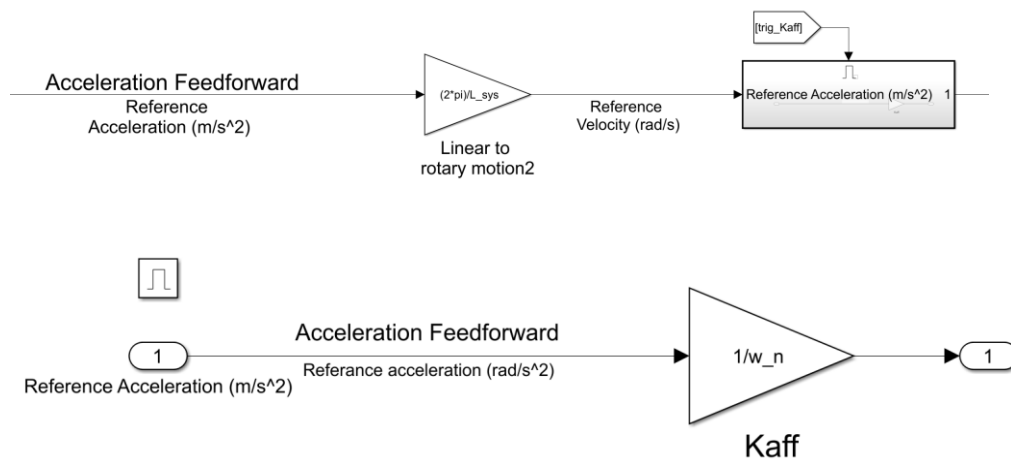 [trig_Kaff]
Acceleration Feedforward
Reference
Acceleration (m/s^2)
(2*pi)/L_sys
Linear to
rotary motion2
Reference
Velocity (rad/s)
Reference Acceleration (m/s^2)
1
1
Reference Acceleration (m/s^2)
Acceleration Feedforward
Referance acceleration (rad/s^2)
1/w_n
Kaff
1